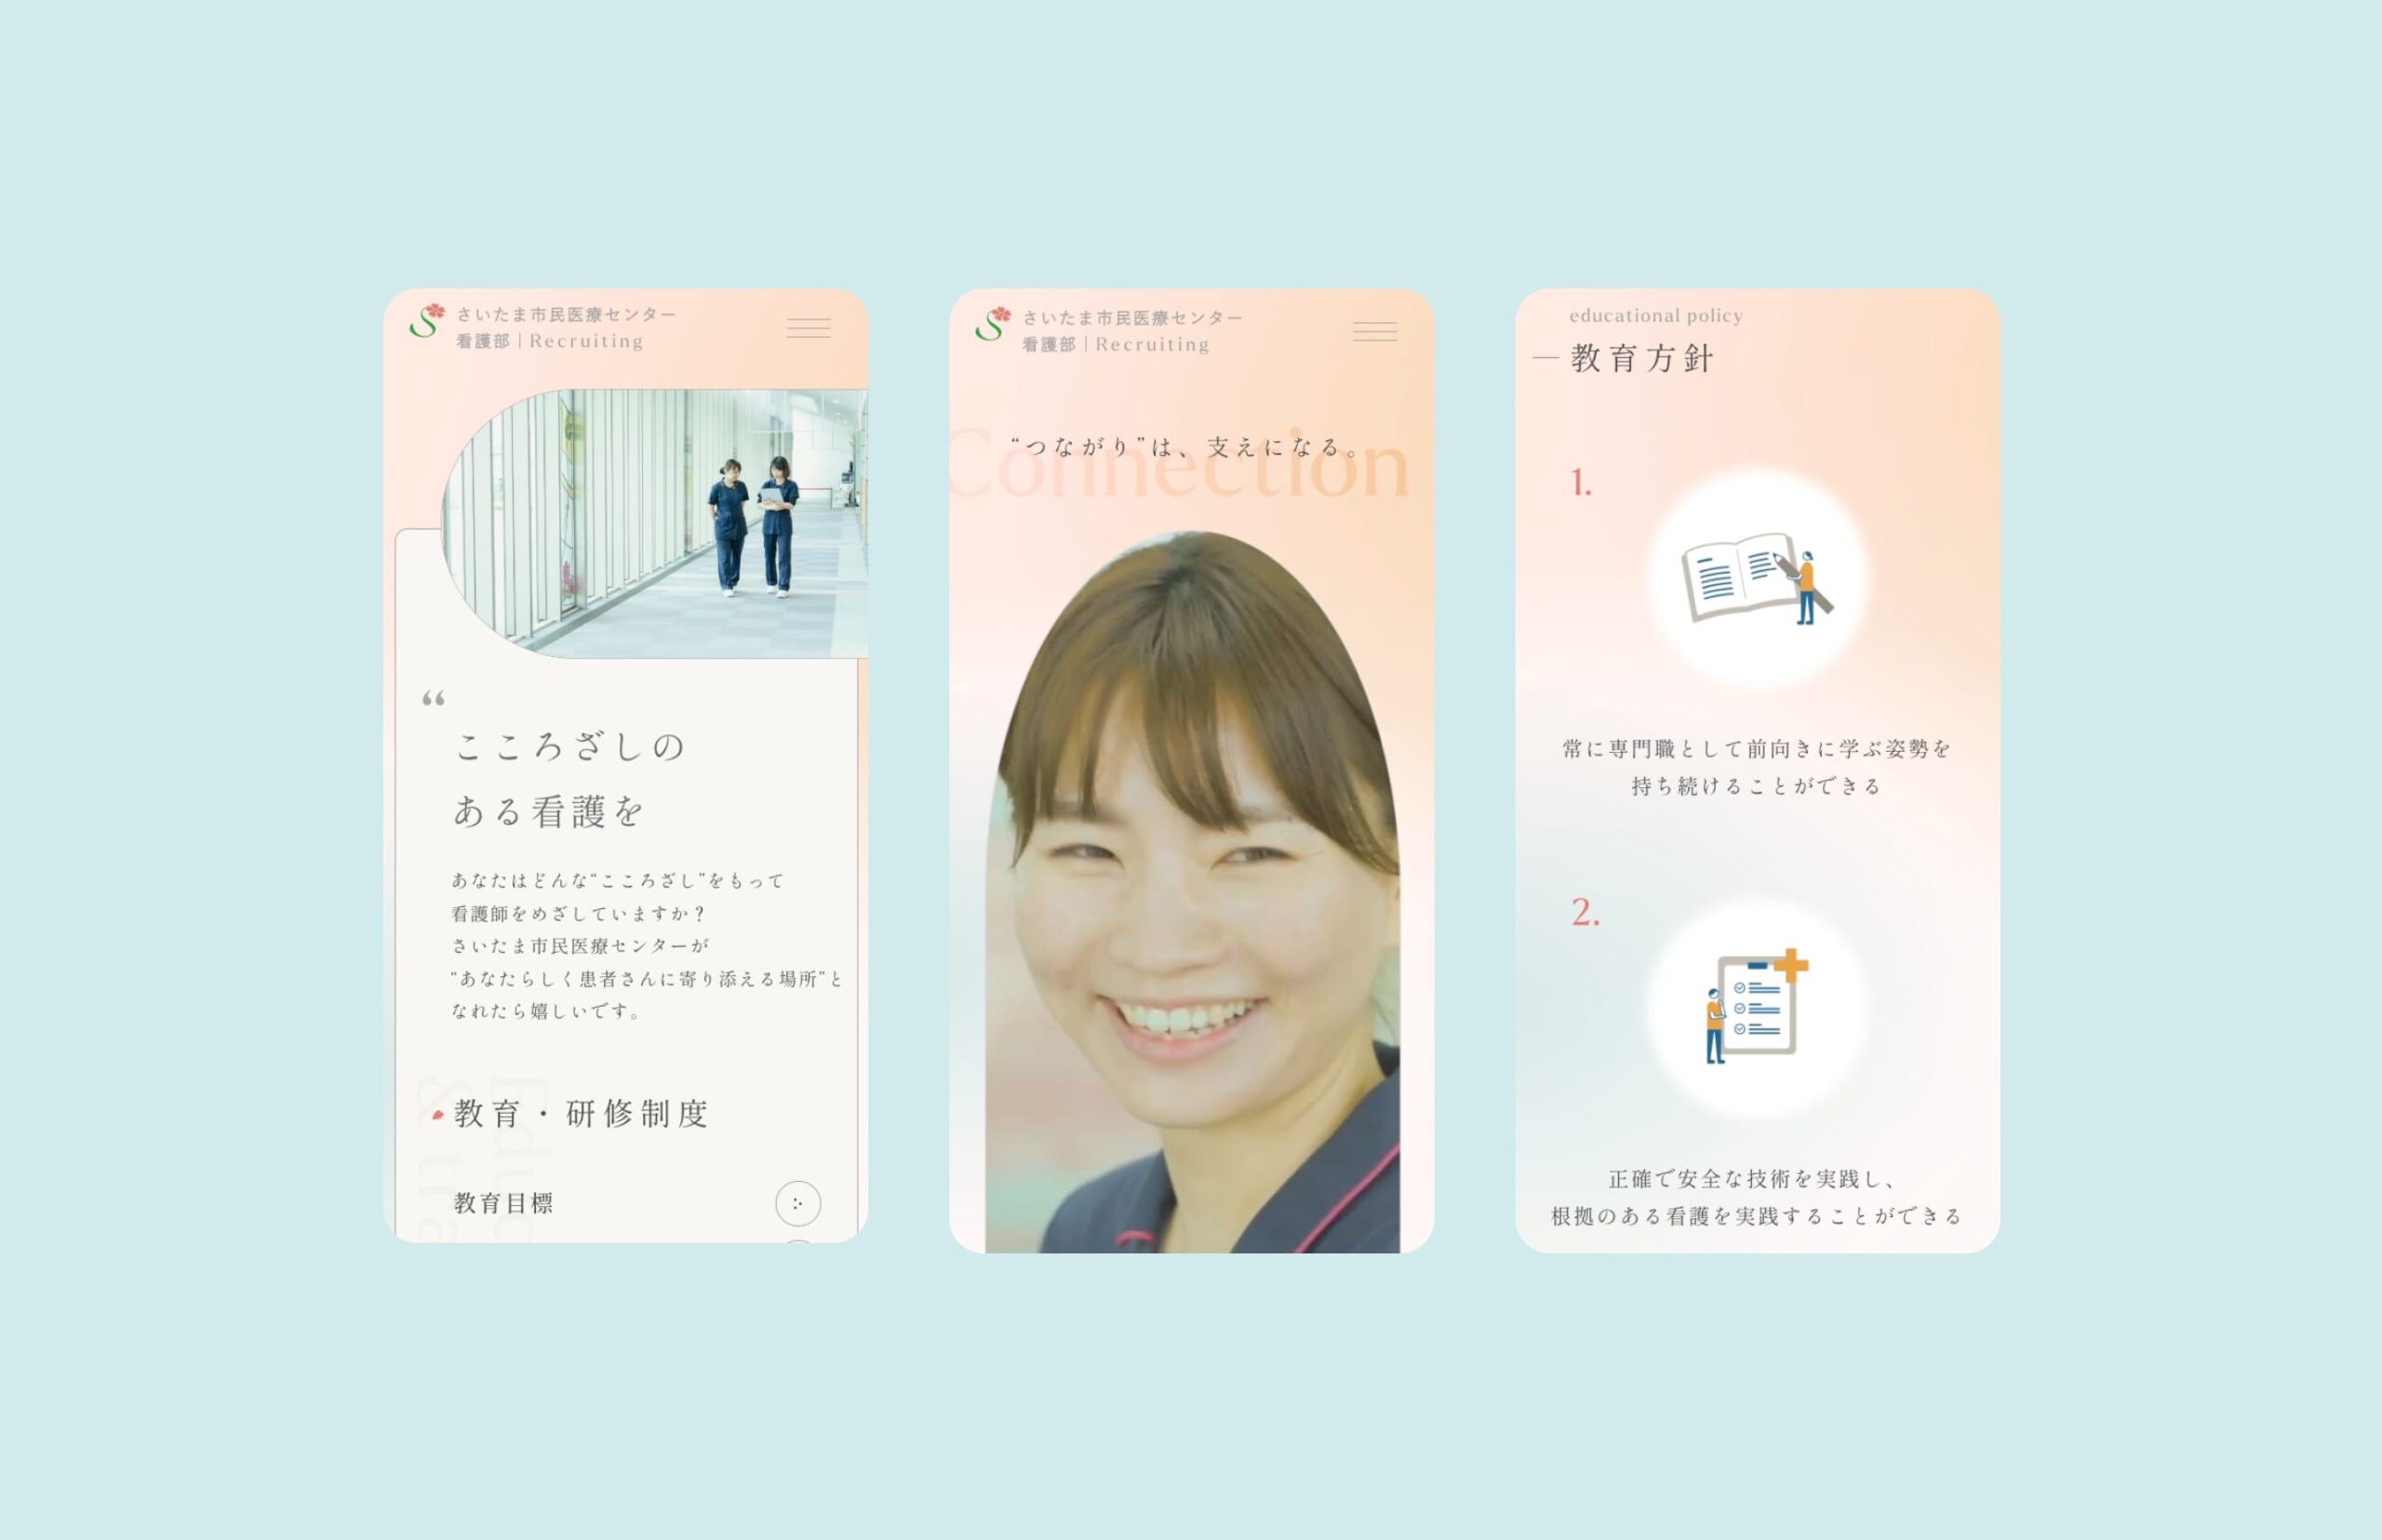 さいたま市民医療センター
看護部|Recruiting
“
こころざしの
ある看護を
あなたはどんな“こころざし”をもって
看護師をめざしていますか？
さいたま市民医療センターが
“あなたらしく患者さんに寄り添える場所”と
なれたら嬉しいです。
教育・研修制度
教育目標
さいたま市民医療センター
看護部|Recruiting
“つながり”は、支えになる。
Connection
educational policy
教育方針
1.
常に専門職として前向きに学ぶ姿勢を
持ち続けることができる
2.
正確で安全な技術を実践し、
根拠のある看護を実践することができる